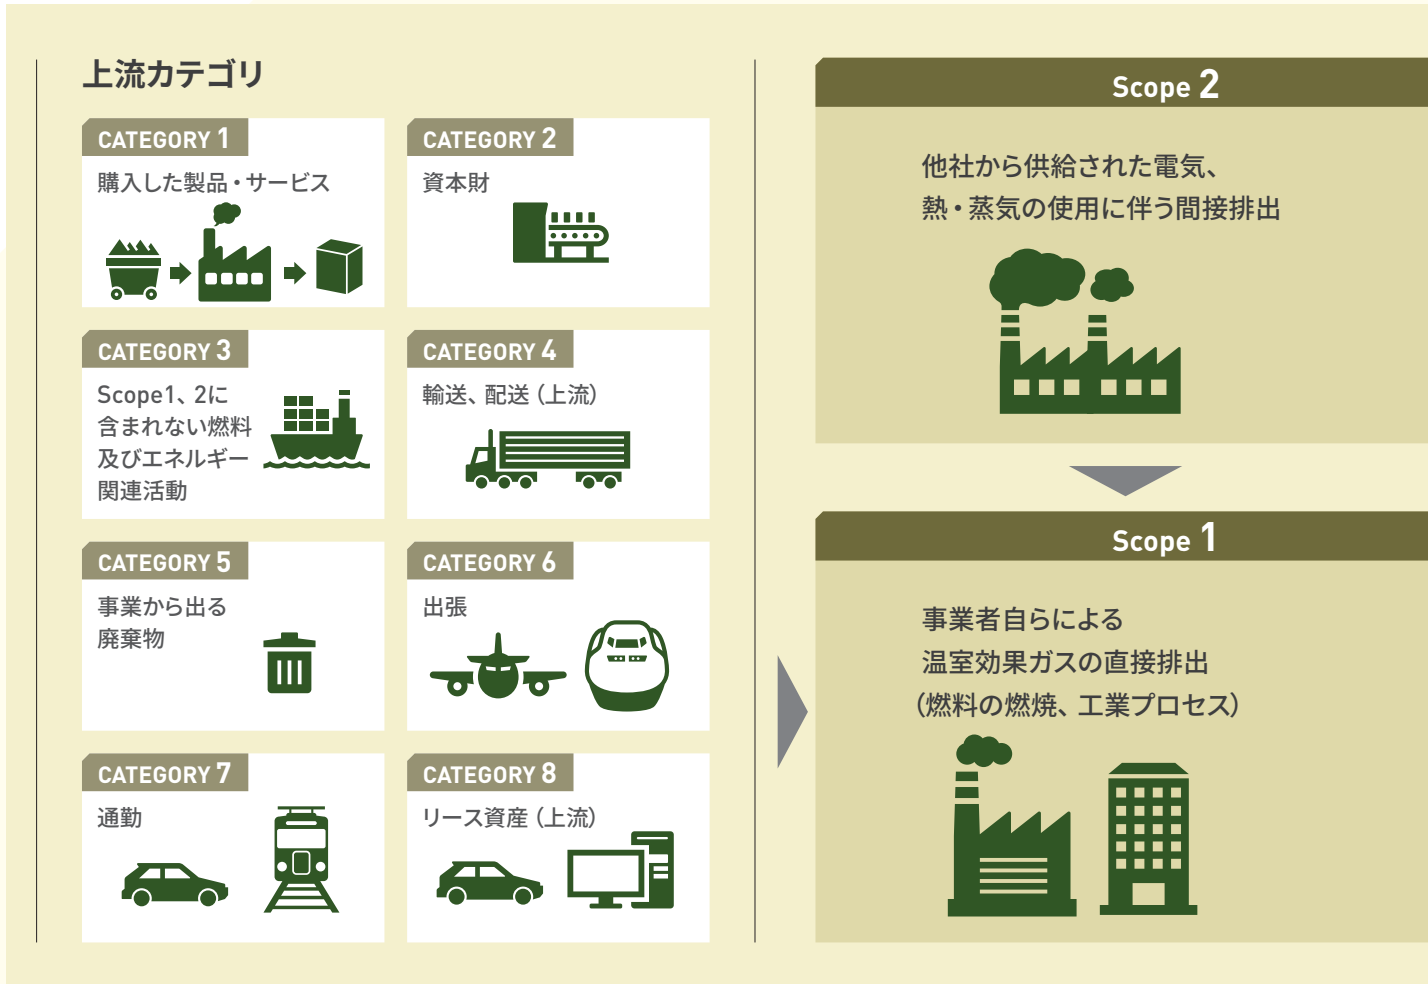 上流カテゴリ
CATEGORY 1
購入した製品・サービス
CATEGORY 2
資本財
CATEGORY 3
Scope1、2に
含まれない燃料
及びエネルギー
関連活動
CATEGORY 4
輸送、配送（上流）
CATEGORY 5
事業から出る
廃棄物
CATEGORY 6
出張
CATEGORY 7
通勤
CATEGORY 8
リース資産（上流）
Scope 2
他社から供給された電気、
熱・蒸気の使用に伴う間接排出
Scope 1
事業者自らによる
温室効果ガスの直接排出
（燃料の燃焼、工業プロセス）